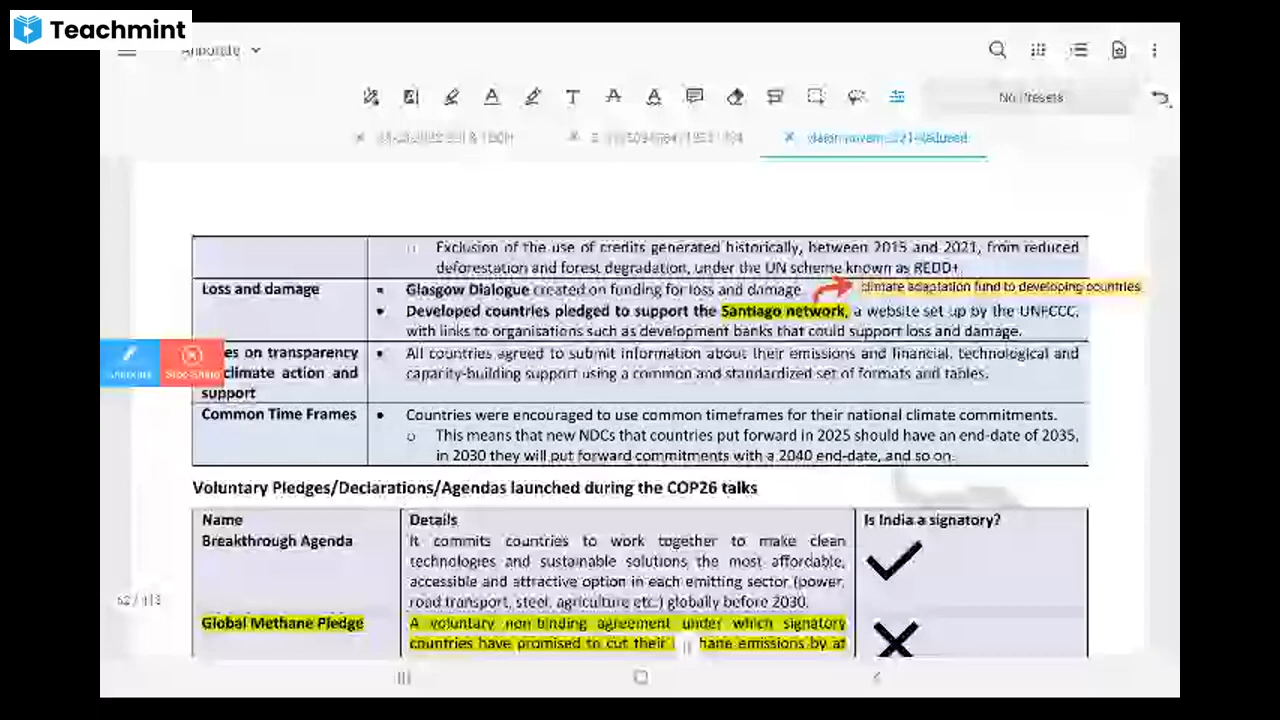 Teachmint
No Presets
Exclusion of the use of credits generated historically, between 2015 and 2021, from reduced
deforestation and forest degradation, under the UN scheme known as REDD+.
Loss and damage
Glasgow Dialogue created on funding for loss and damage
climate adaptation fund to developing countries
Developed countries pledged to support the Santiago network, a website set up by the UNFCCC,
with links to organisations such as development banks that could support loss and damage.
on transparency
climate action and
support
All countries agreed to submit information about their emissions and financial, technological and
capacity-building support using a common and standardized set of formats and tables.
Common Time Frames
Countries were encouraged to use common timeframes for their national climate commitments.
This means that new NDCs that countries put forward in 2025 should have an end-date of 2035,
in 2030 they will put forward commitments with a 2040 end-date, and so on.
Voluntary Pledges/Declarations/Agendas launched during the COP26 talks
Name
Details
Is India a signatory?
Breakthrough Agenda
It commits countries to work together to make clean
technologies and sustainable solutions the most affordable,
accessible and attractive option in each emitting sector (power,
road transport, steel, agriculture etc.) globally before 2030.
Global Methane Pledge
A voluntary non-binding agreement under which signatory
countries have promised to cut their hane emissions by at